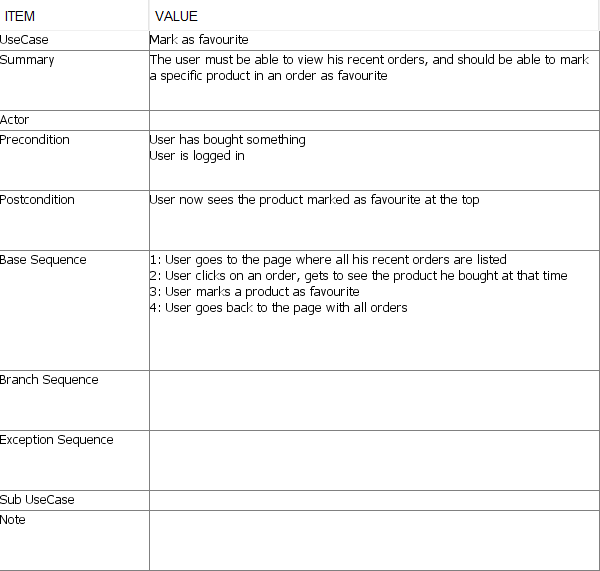 ITEM VALUE
UseCase Mark as favourite
Summary The user must be able to view his recent orders, and should be able to mark
a specific product in an order as favourite
Actor
Precondition User has bought something
User is logged in
Postcondition User now sees the product marked as favourite at the top
Base Sequence 1: User goes to the page where all his recent orders are listed
2: User clicks on an order, gets to see the product he bought at that time
3: User marks a product as favourite
4: User goes back to the page with all orders
Branch Sequence
Exception Sequence
Sub UseCase
Note